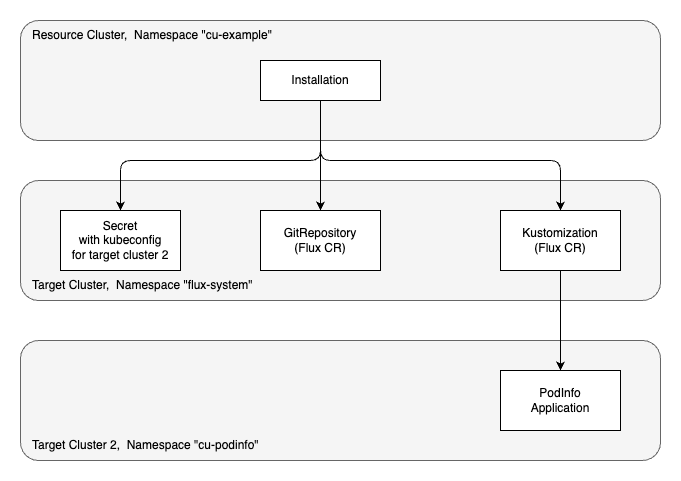 Resource Cluster,  Namespace "cu-example"
Installation
Secret
with kubeconfig
for target cluster 2
GitRepository
(Flux CR)
Kustomization
(Flux CR)
Target Cluster,  Namespace "flux-system"
PodInfo
Application
Target Cluster 2,  Namespace "cu-podinfo"